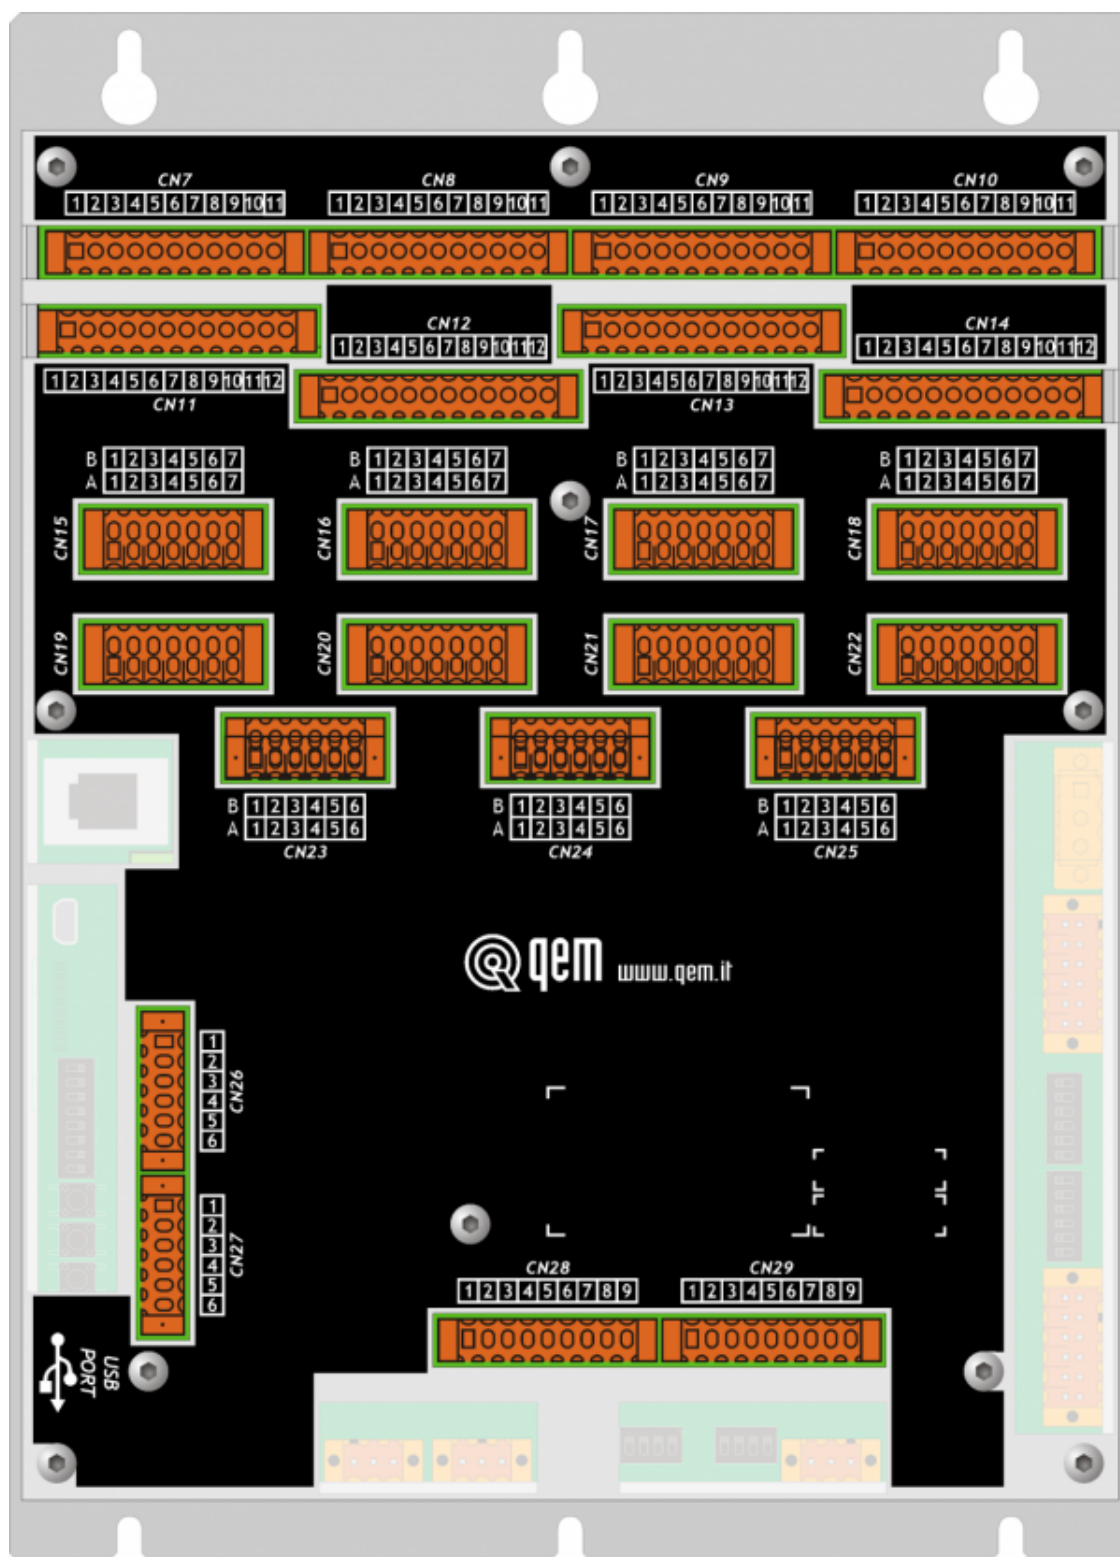 CN7 CN8 CN9 CN10
1 2 3 4 5 6 7 8 9 10 11 1 2 3 4 5 6 7 8 9 10 11 1 2 3 4 5 6 7 8 9 10 11 1 2 3 4 5 6 7 8 9 10 11
CN12 CN14
1 2 3 4 5 6 7 8 9 10 11 12 1 2 3 4 5 6 7 8 9 10 11 12
1 2 3 4 5 6 7 8 9 10 11 12 1 2 3 4 5 6 7 8 9 10 11 12
CN11 CN13
B 1 2 3 4 5 6 7 B 1 2 3 4 5 6 7 B 1 2 3 4 5 6 7 B 1 2 3 4 5 6 7
A 1 2 3 4 5 6 7 A 1 2 3 4 5 6 7 A 1 2 3 4 5 6 7 A 1 2 3 4 5 6 7
CN15 CN16 CN17 CN18
CN19 CN20 CN21 CN22
B 1 2 3 4 5 6 B 1 2 3 4 5 6 B 1 2 3 4 5 6
A 1 2 3 4 5 6 A 1 2 3 4 5 6 A 1 2 3 4 5 6
CN23 CN24 CN25
qem www.qem.it
1
2
3
4
5
6
CN26
1
2
3
4
5
6
CN27
CN28 CN29
1 2 3 4 5 6 7 8 9 1 2 3 4 5 6 7 8 9
USB
PORT